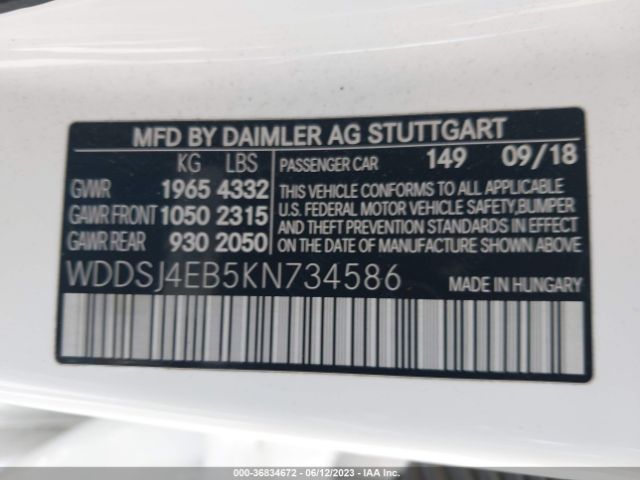 MFD BY DAIMLER AG STUTTGART
KG LBS
GVWR 1965 4332
GAWR FRONT 1050 2315
GAWR REAR 930 2050
PASSENGER CAR 149 09/18
THIS VEHICLE CONFORMS TO ALL APPLICABLE
U.S. FEDERAL MOTOR VEHICLE SAFETY,BUMPER
AND THEFT PREVENTION STANDARDS IN EFFECT
ON THE DATE OF MANUFACTURE SHOWN ABOVE.
WDDSJ4EB5KN734586 MADE IN HUNGARY
000-36834672 - 06/12/2023 - IAAI.COM